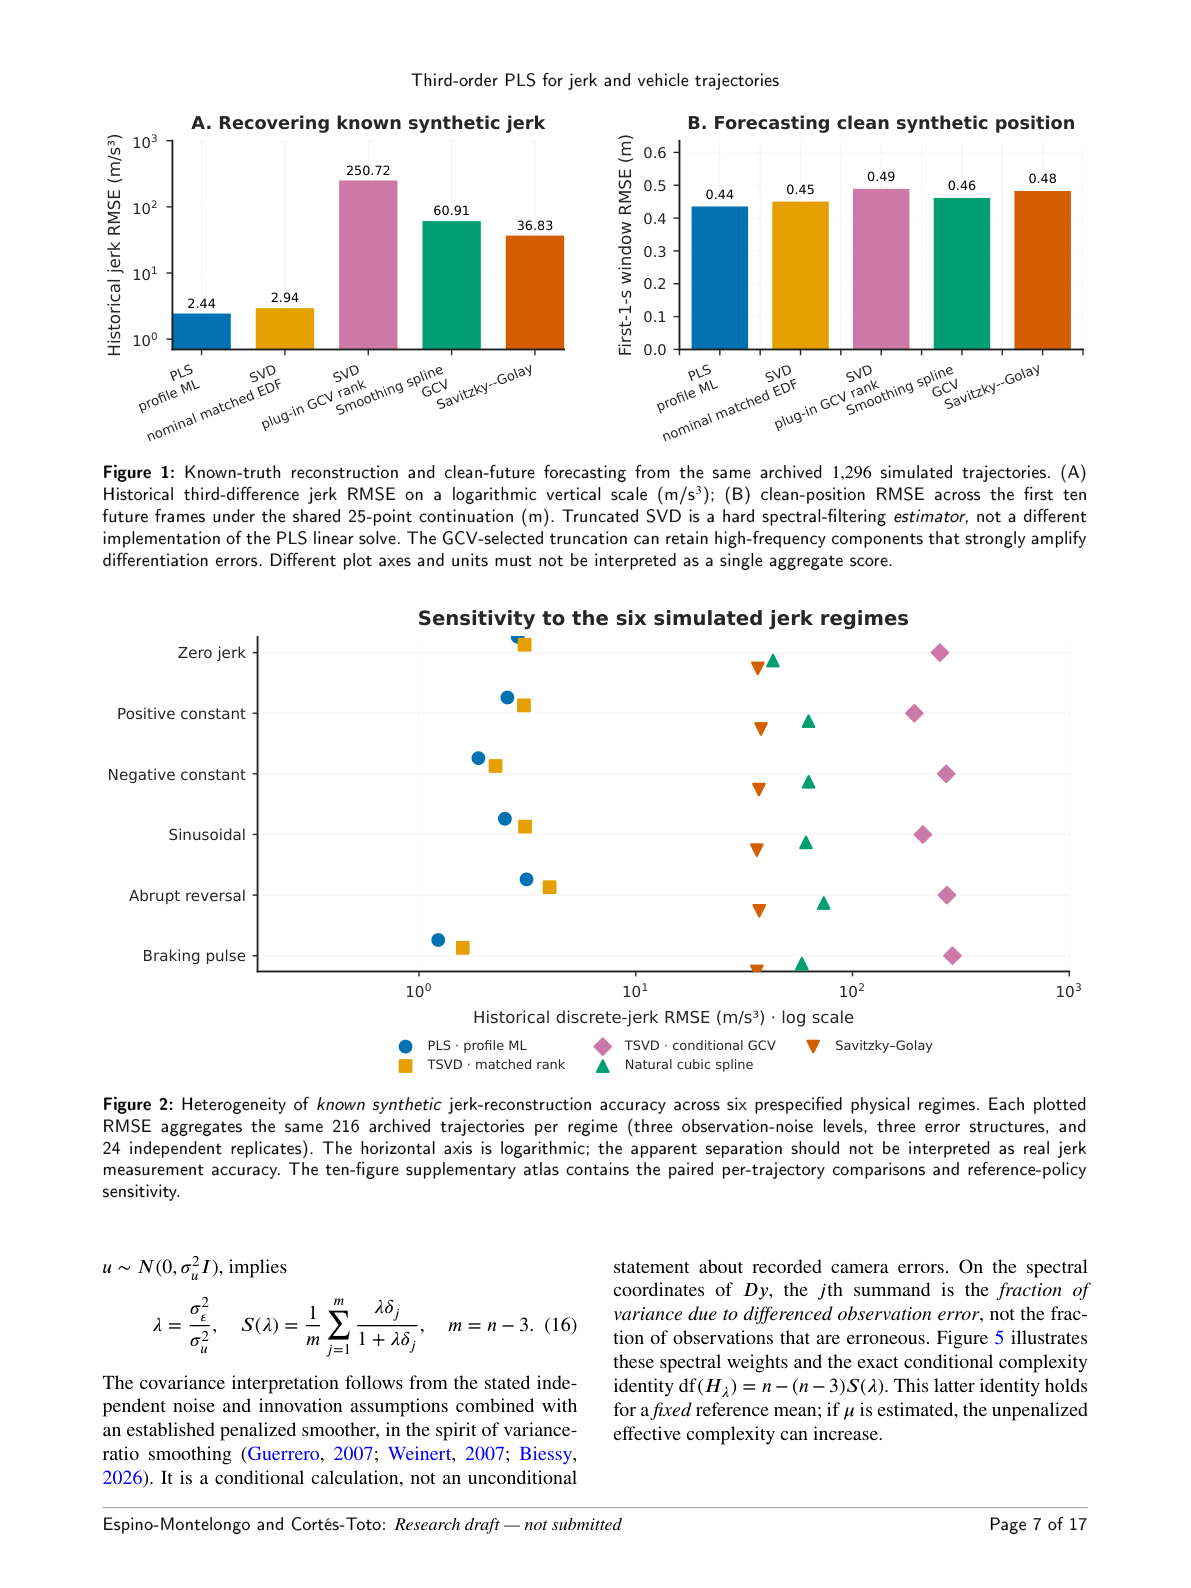 Third-order PLS for jerk and vehicle trajectories
A. Recovering known synthetic jerk
Historical jerk RMSE (m/s³)
10³
10²
10¹
10⁰
2.44
2.94
250.72
60.91
36.83
PLS
profile ML
SVD
nominal matched EDF
SVD
plug-in GCV rank
Smoothing spline
GCV
Savitzky--Golay
B. Forecasting clean synthetic position
First-1-s window RMSE (m)
0.6
0.5
0.4
0.3
0.2
0.1
0.0
0.44
0.45
0.49
0.46
0.48
PLS
profile ML
SVD
nominal matched EDF
SVD
plug-in GCV rank
Smoothing spline
GCV
Savitzky--Golay
Figure 1: Known-truth reconstruction and clean-future forecasting from the same archived 1,296 simulated trajectories. (A)
Historical third-difference jerk RMSE on a logarithmic vertical scale (m/s³); (B) clean-position RMSE across the first ten
future frames under the shared 25-point continuation (m). Truncated SVD is a hard spectral-filtering estimator, not a different
implementation of the PLS linear solve. The GCV-selected truncation can retain high-frequency components that strongly amplify
differentiation errors. Different plot axes and units must not be interpreted as a single aggregate score.
Sensitivity to the six simulated jerk regimes
Zero jerk
Positive constant
Negative constant
Sinusoidal
Abrupt reversal
Braking pulse
10⁰
10¹
10²
10³
Historical discrete-jerk RMSE (m/s³) · log scale
PLS · profile ML
TSVD · conditional GCV
Savitzky–Golay
TSVD · matched rank
Natural cubic spline
Figure 2: Heterogeneity of known synthetic jerk-reconstruction accuracy across six prespecified physical regimes. Each plotted
RMSE aggregates the same 216 archived trajectories per regime (three observation-noise levels, three error structures, and
24 independent replicates). The horizontal axis is logarithmic; the apparent separation should not be interpreted as real jerk
measurement accuracy. The ten-figure supplementary atlas contains the paired per-trajectory comparisons and reference-policy
sensitivity.
u ∼ N(0, σ_u² I), implies
λ = σ_ε² / σ_u², S(λ) = (1/m) ∑_{j=1}^{m} λδ_j / (1 + λδ_j), m = n − 3. (16)
The covariance interpretation follows from the stated inde-
pendent noise and innovation assumptions combined with
an established penalized smoother, in the spirit of variance-
ratio smoothing (Guerrero, 2007; Weinert, 2007; Biessy,
2026). It is a conditional calculation, not an unconditional
statement about recorded camera errors. On the spectral
coordinates of Dy, the jth summand is the fraction of
variance due to differenced observation error, not the frac-
tion of observations that are erroneous. Figure 5 illustrates
these spectral weights and the exact conditional complexity
identity df(H_λ) = n − (n − 3)S(λ). This latter identity holds
for a fixed reference mean; if μ is estimated, the unpenalized
effective complexity can increase.
Espino-Montelongo and Cortés-Toto: Research draft — not submitted
Page 7 of 17